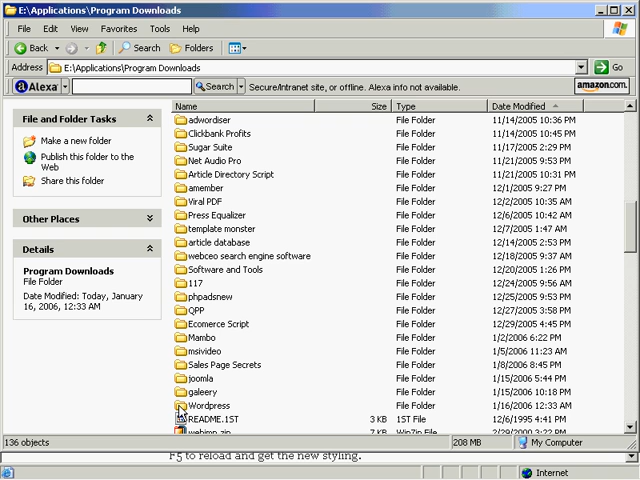 E:\Applications\Program Downloads
File Edit View Favorites Tools Help
Back Search Folders
Address E:\Applications\Program Downloads Go
Alexa Search Secure/Intranet site, or offline. Alexa info not available. amazon.com.
File and Folder Tasks
Make a new folder
Publish this folder to the
Web
Share this folder
Other Places
Details
Program Downloads
File Folder
Date Modified: Today, January
16, 2006, 12:33 AM
Name Size Type Date Modified
adwordiser File Folder 11/14/2005 10:36 PM
Clickbank Profits File Folder 11/14/2005 10:45 PM
Sugar Suite File Folder 11/17/2005 2:29 PM
Net Audio Pro File Folder 11/21/2005 9:53 PM
Article Directory Script File Folder 11/21/2005 10:31 PM
amember File Folder 12/1/2005 9:27 PM
Viral PDF File Folder 12/2/2005 10:35 AM
Press Equalizer File Folder 12/6/2005 10:42 AM
template monster File Folder 12/7/2005 1:47 AM
article database File Folder 12/14/2005 2:53 PM
webceo search engine software File Folder 12/18/2005 9:37 AM
Software and Tools File Folder 12/20/2005 1:26 PM
117 File Folder 12/24/2005 9:56 AM
phpadsnew File Folder 12/25/2005 9:53 PM
QPP File Folder 12/27/2005 3:58 PM
Ecomerce Script File Folder 12/29/2005 4:45 PM
Mambo File Folder 1/2/2006 6:22 PM
msivideo File Folder 1/5/2006 11:23 AM
Sales Page Secrets File Folder 1/8/2006 8:45 PM
joomla File Folder 1/15/2006 5:44 PM
galeery File Folder 1/15/2006 10:18 PM
Wordpress File Folder 1/16/2006 12:33 AM
README.1ST 3 KB 1ST File 12/6/1995 4:41 PM
webimp.zip 7 KB WinZip File 2/29/2000 3:22 PM
136 objects 208 MB My Computer
F5 to reload and get the new styling.
Internet